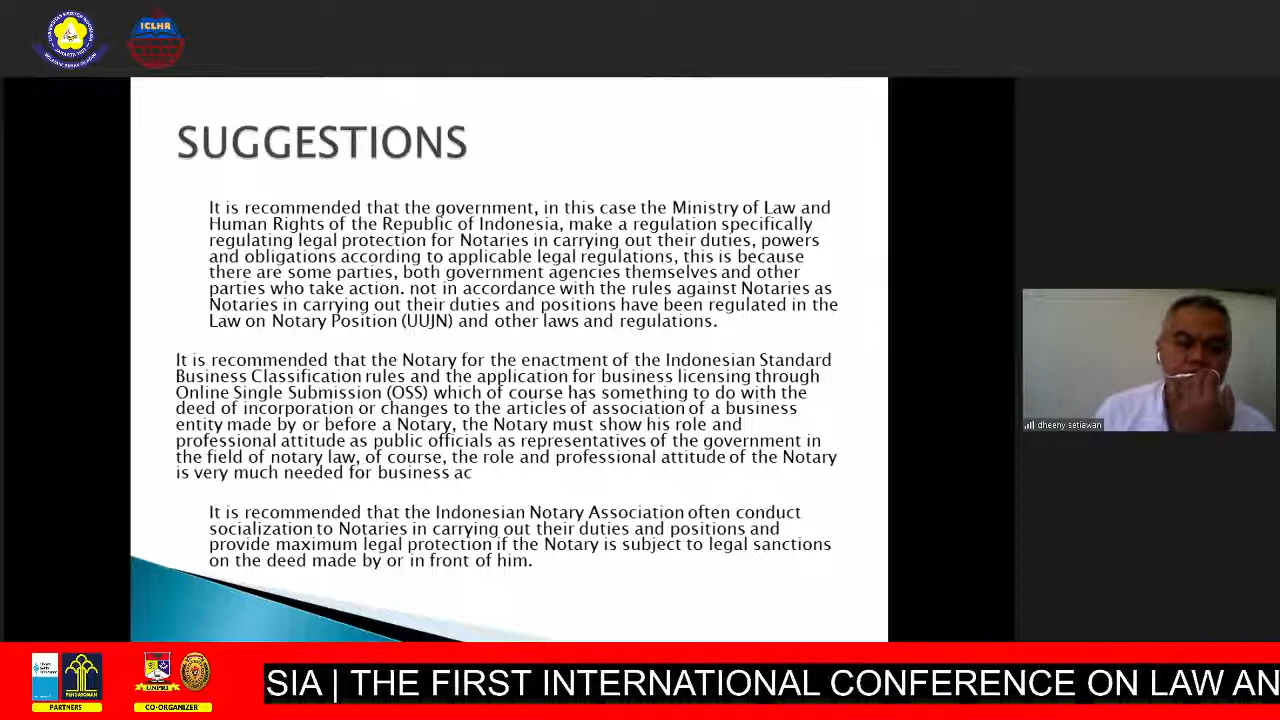 ICLHR
SUGGESTIONS
It is recommended that the government, in this case the Ministry of Law and
Human Rights of the Republic of Indonesia, make a regulation specifically
regulating legal protection for Notaries in carrying out their duties, powers
and obligations according to applicable legal regulations, this is because
there are some parties, both government agencies themselves and other
parties who take action. not in accordance with the rules against Notaries as
Notaries in carrying out their duties and positions have been regulated in the
Law on Notary Position (UUJN) and other laws and regulations.
It is recommended that the Notary for the enactment of the Indonesian Standard
Business Classification rules and the application for business licensing through
Online Single Submission (OSS) which of course has something to do with the
deed of incorporation or changes to the articles of association of a business
entity made by or before a Notary, the Notary must show his role and
professional attitude as public officials as representatives of the government in
the field of notary law, of course, the role and professional attitude of the Notary
is very much needed for business ac
It is recommended that the Indonesian Notary Association often conduct
socialization to Notaries in carrying out their duties and positions and
provide maximum legal protection if the Notary is subject to legal sanctions
on the deed made by or in front of him.
dheeny setiawan
PENGAYOMAN
UNPRI
PARTNERS
CO-ORGANIZER
SIA | THE FIRST INTERNATIONAL CONFERENCE ON LAW AN